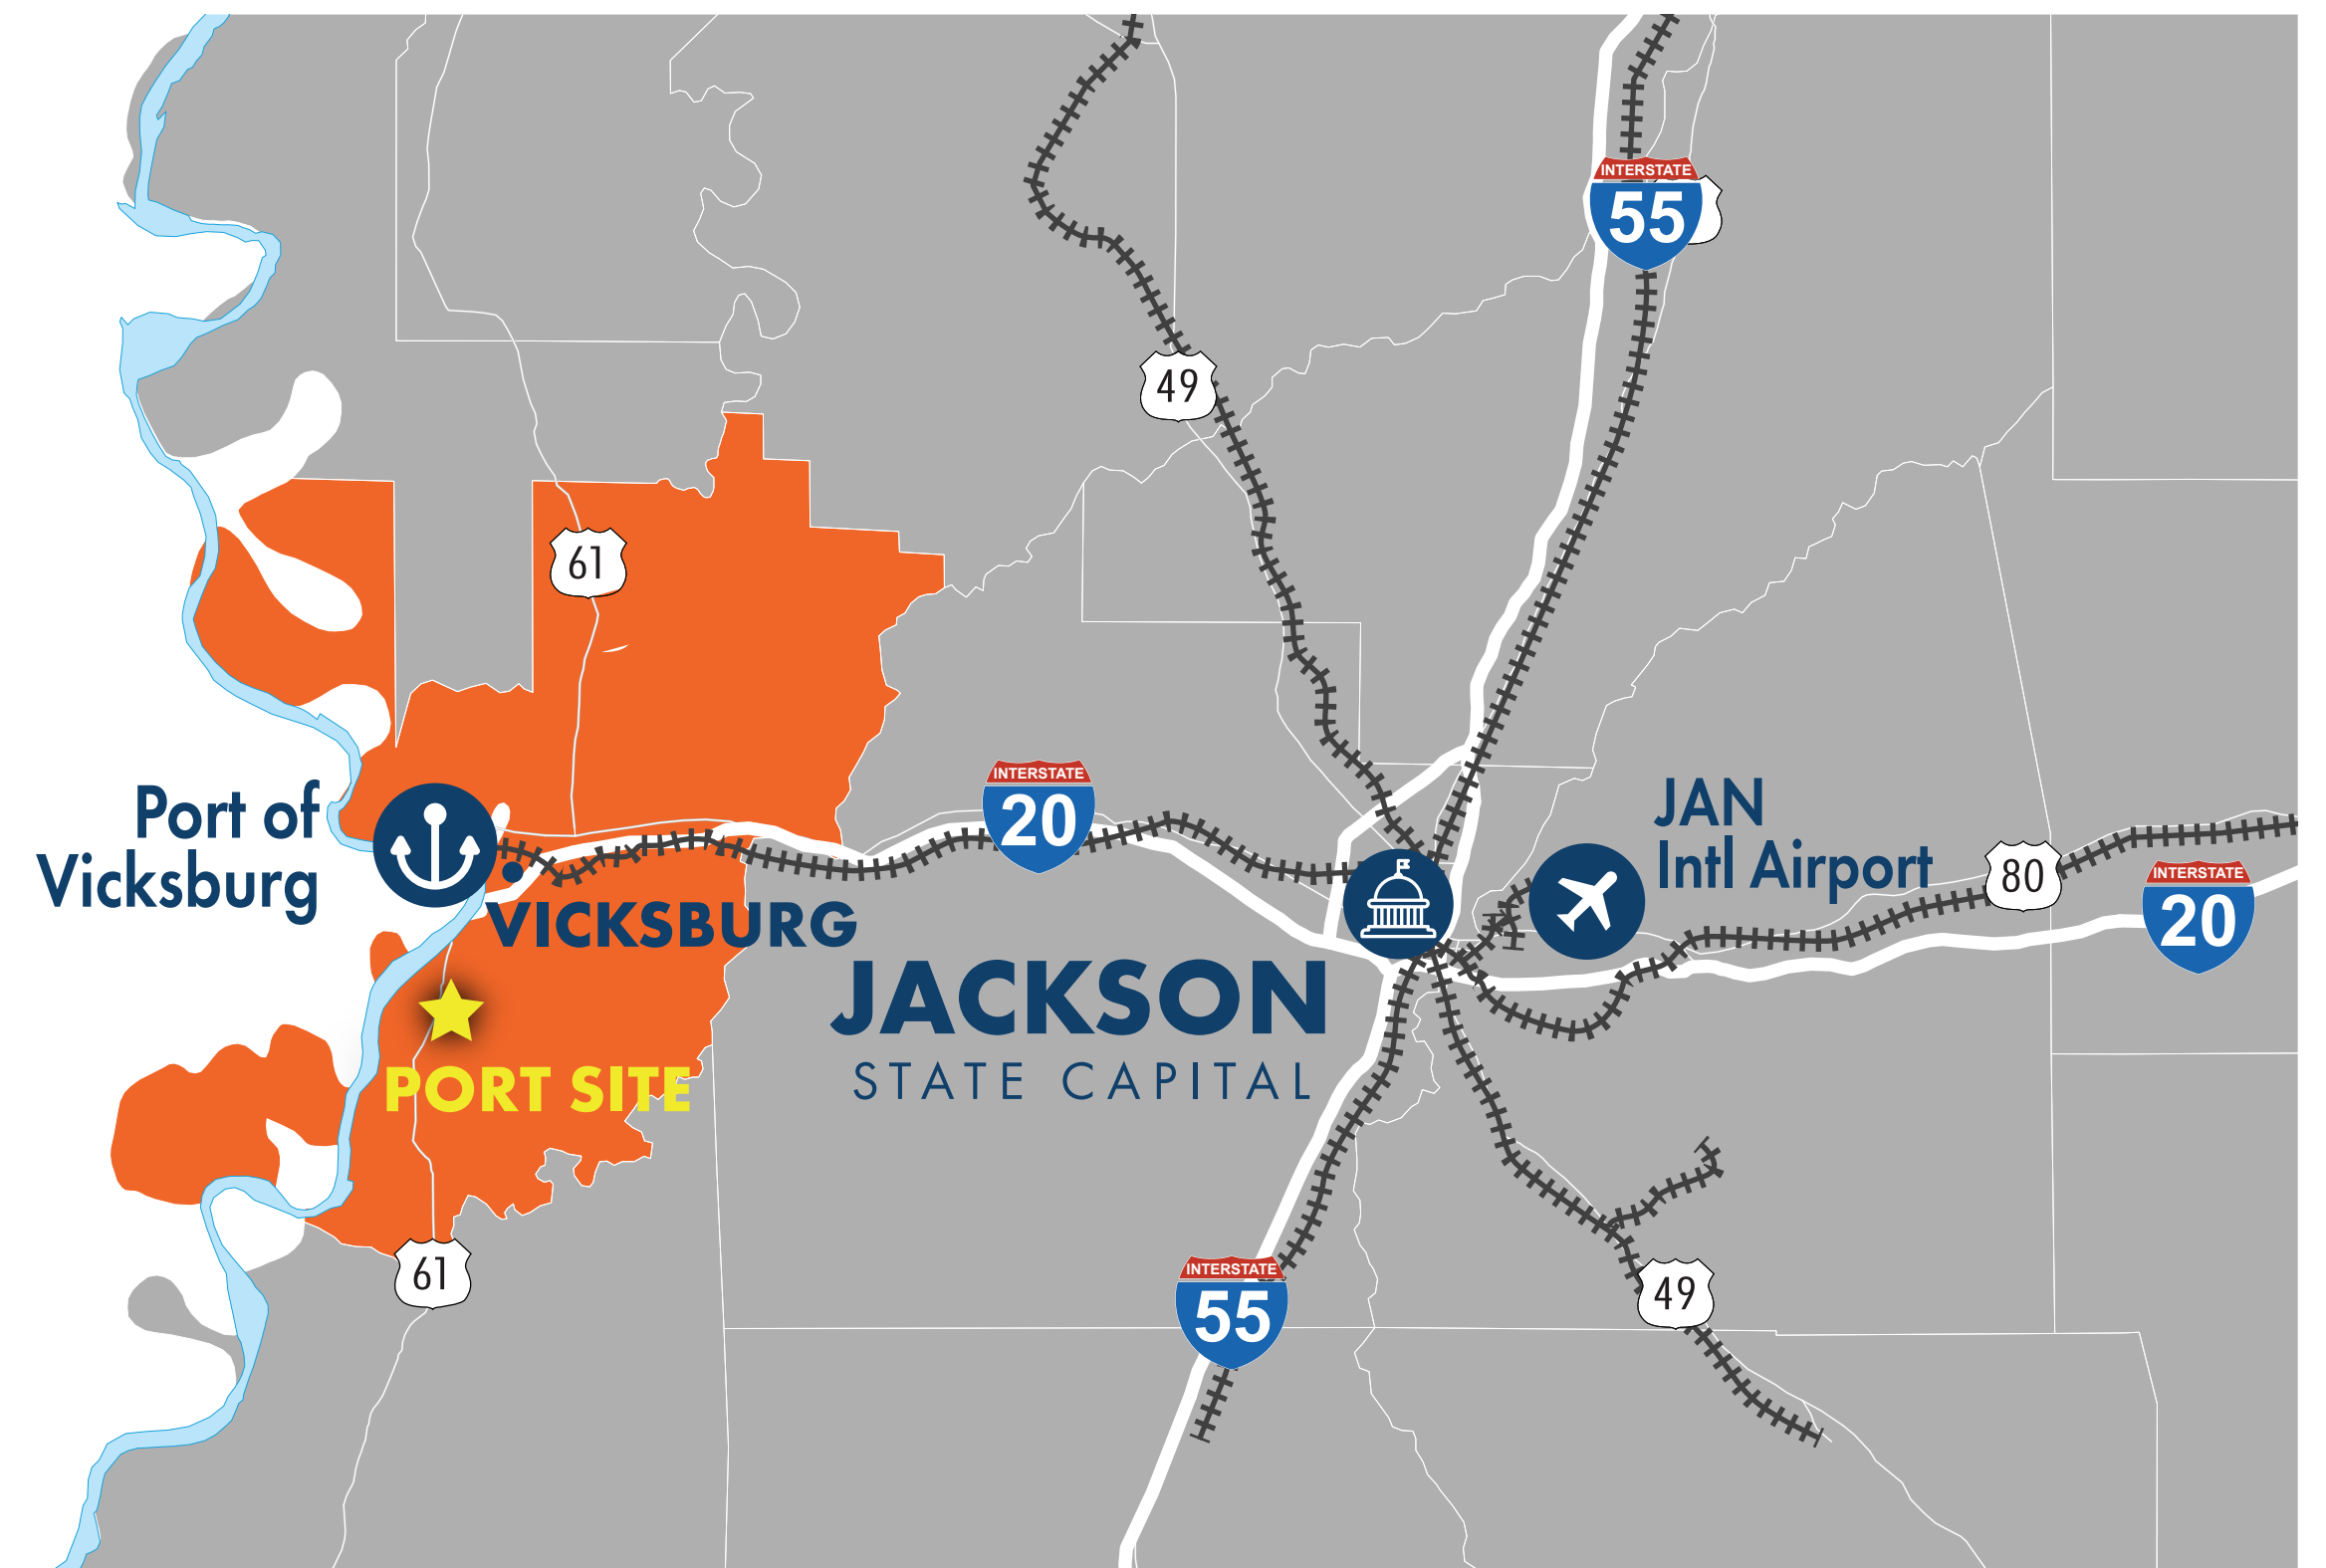 INTERSTATE
55
49
61
Port of
Vicksburg
INTERSTATE
20
JAN
Intl Airport
80
INTERSTATE
20
VICKSBURG
JACKSON
STATE CAPITAL
PORT SITE
61
INTERSTATE
55
49